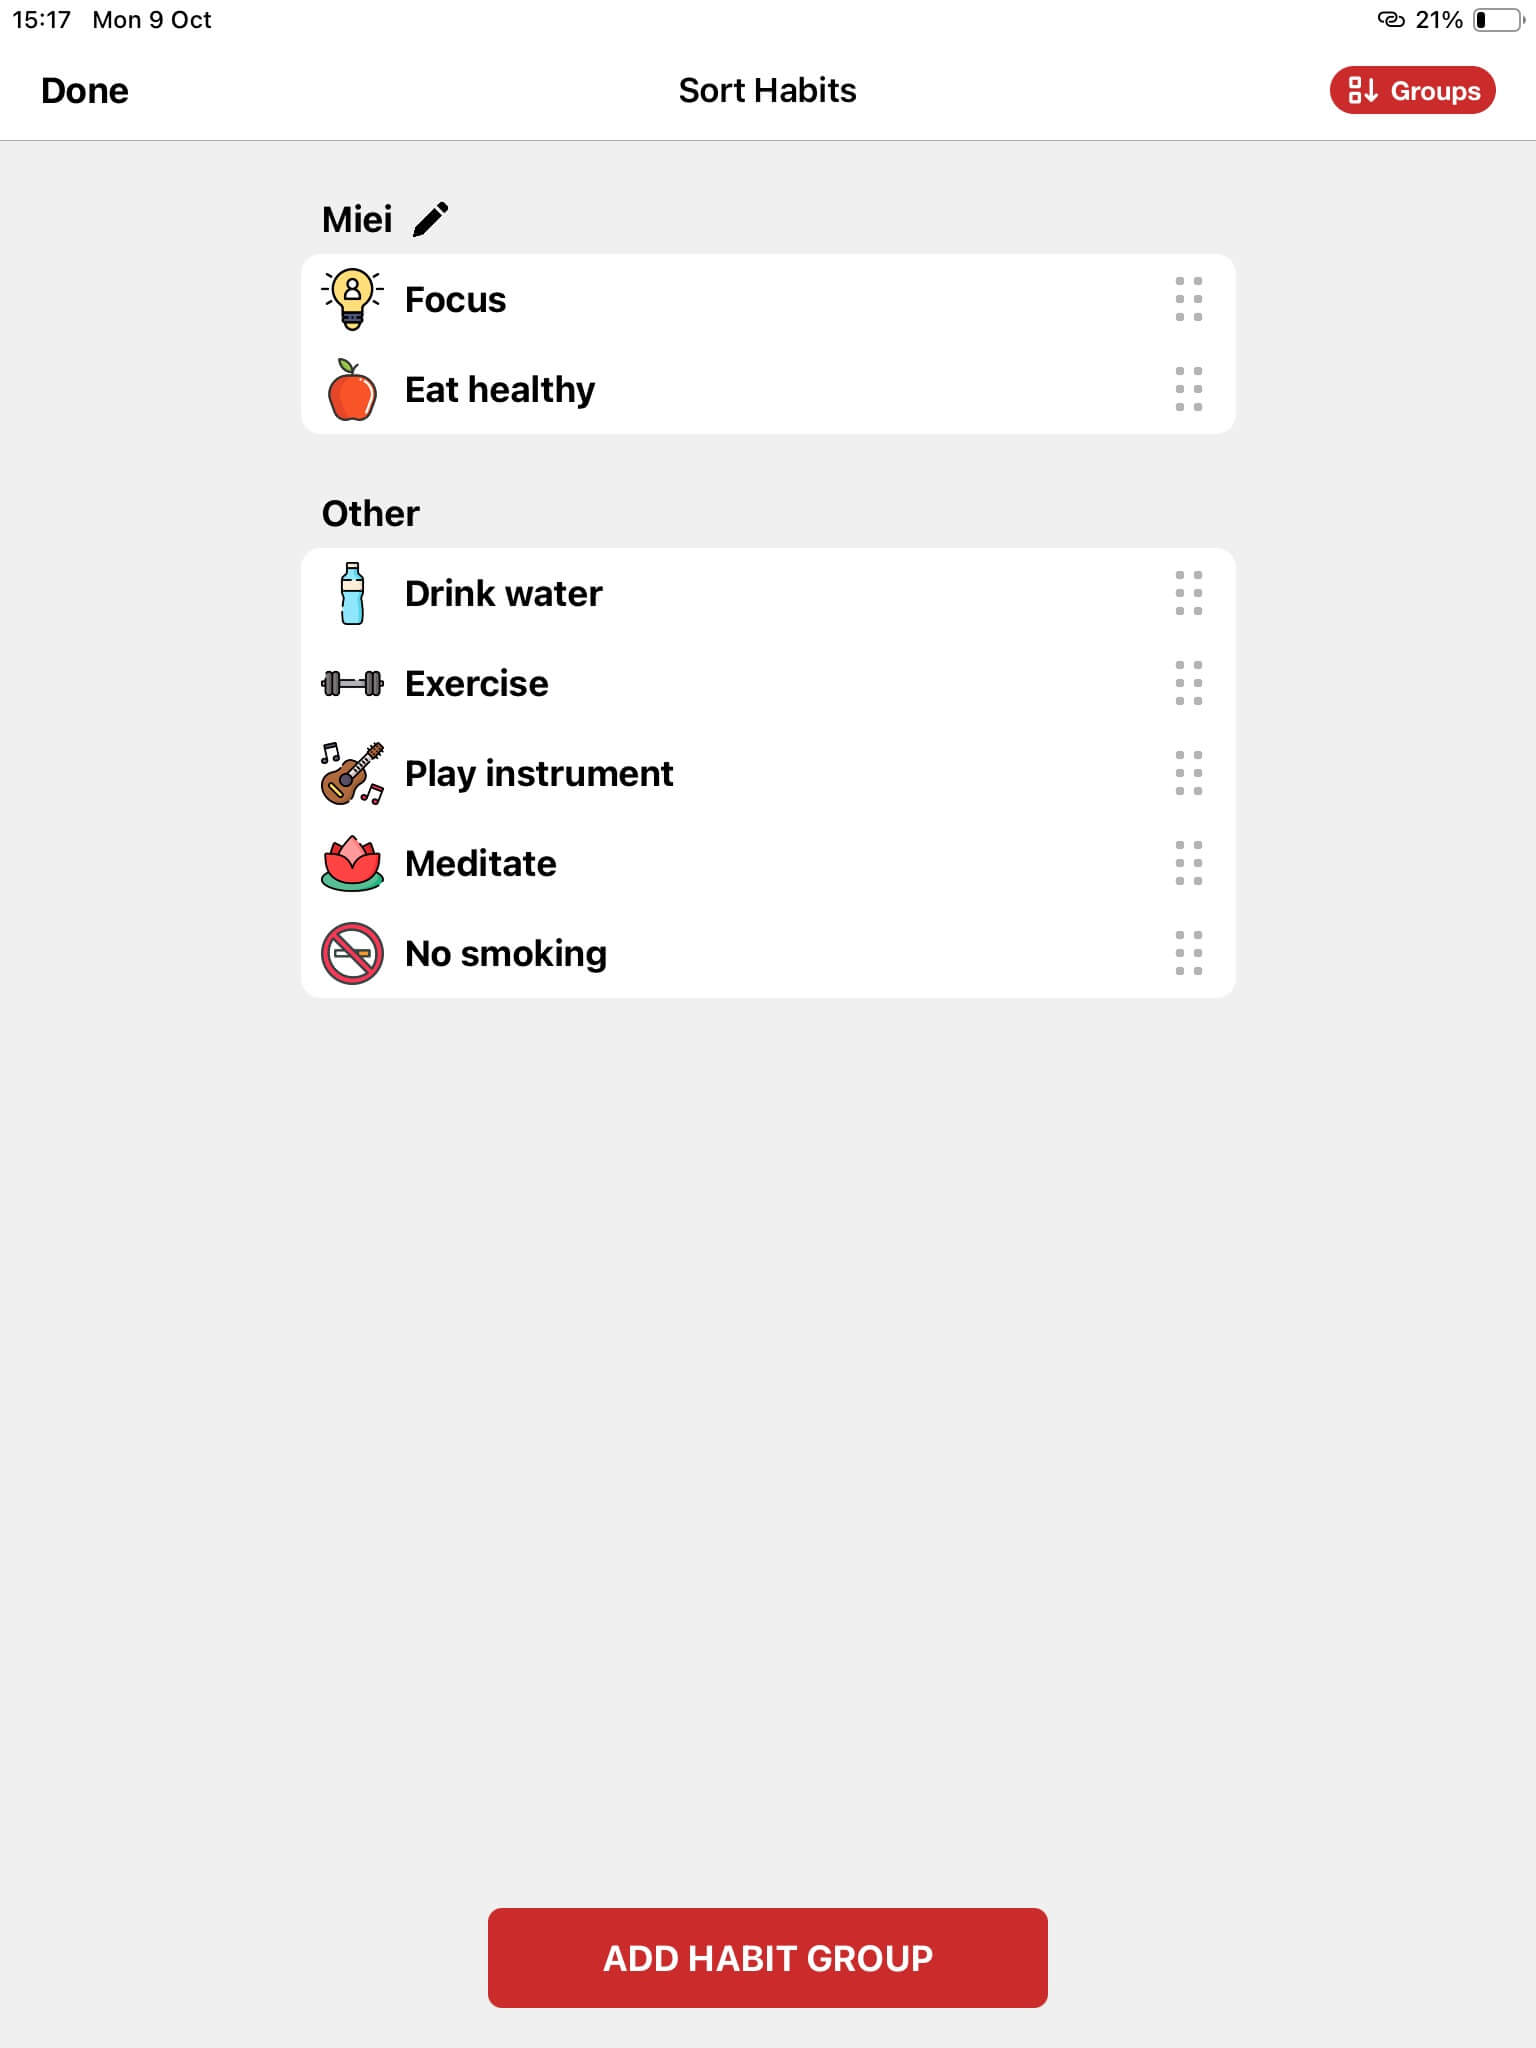 15:17 Mon 9 Oct 21%
Done Sort Habits Groups
Miei
Focus
Eat healthy
Other
Drink water
Exercise
Play instrument
Meditate
No smoking
ADD HABIT GROUP